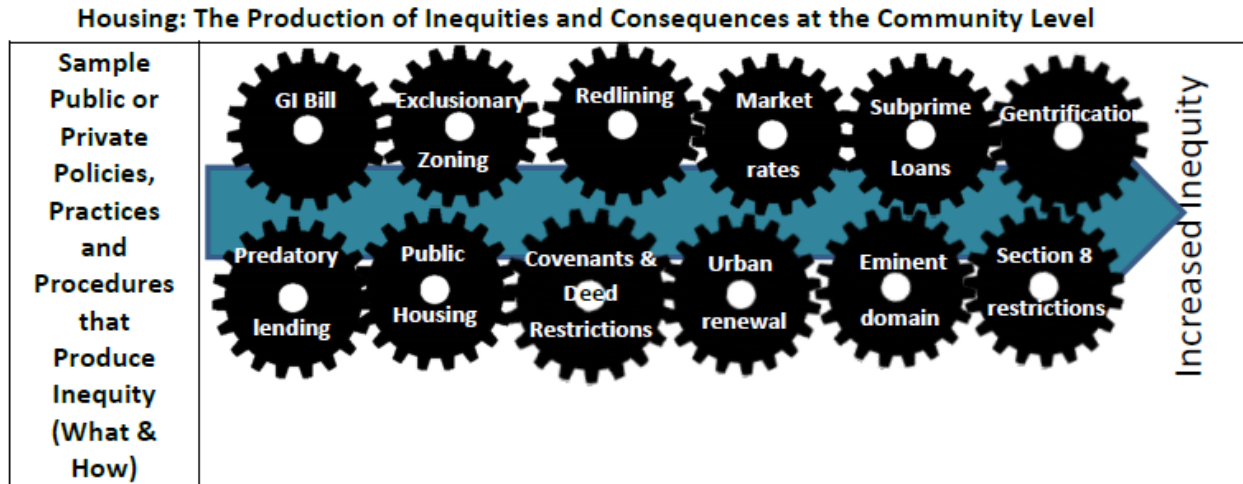 Housing: The Production of Inequities and Consequences at the Community Level
Sample
Public or
Private
Policies,
Practices
and
Procedures
that
Produce
Inequity
(What &
How)
GI Bill
Exclusionary
Zoning
Redlining
Market
rates
Subprime
Loans
Gentrification
Predatory
lending
Public
Housing
Covenants &
Deed
Restrictions
Urban
renewal
Eminent
domain
Section 8
restrictions
Increased Inequity